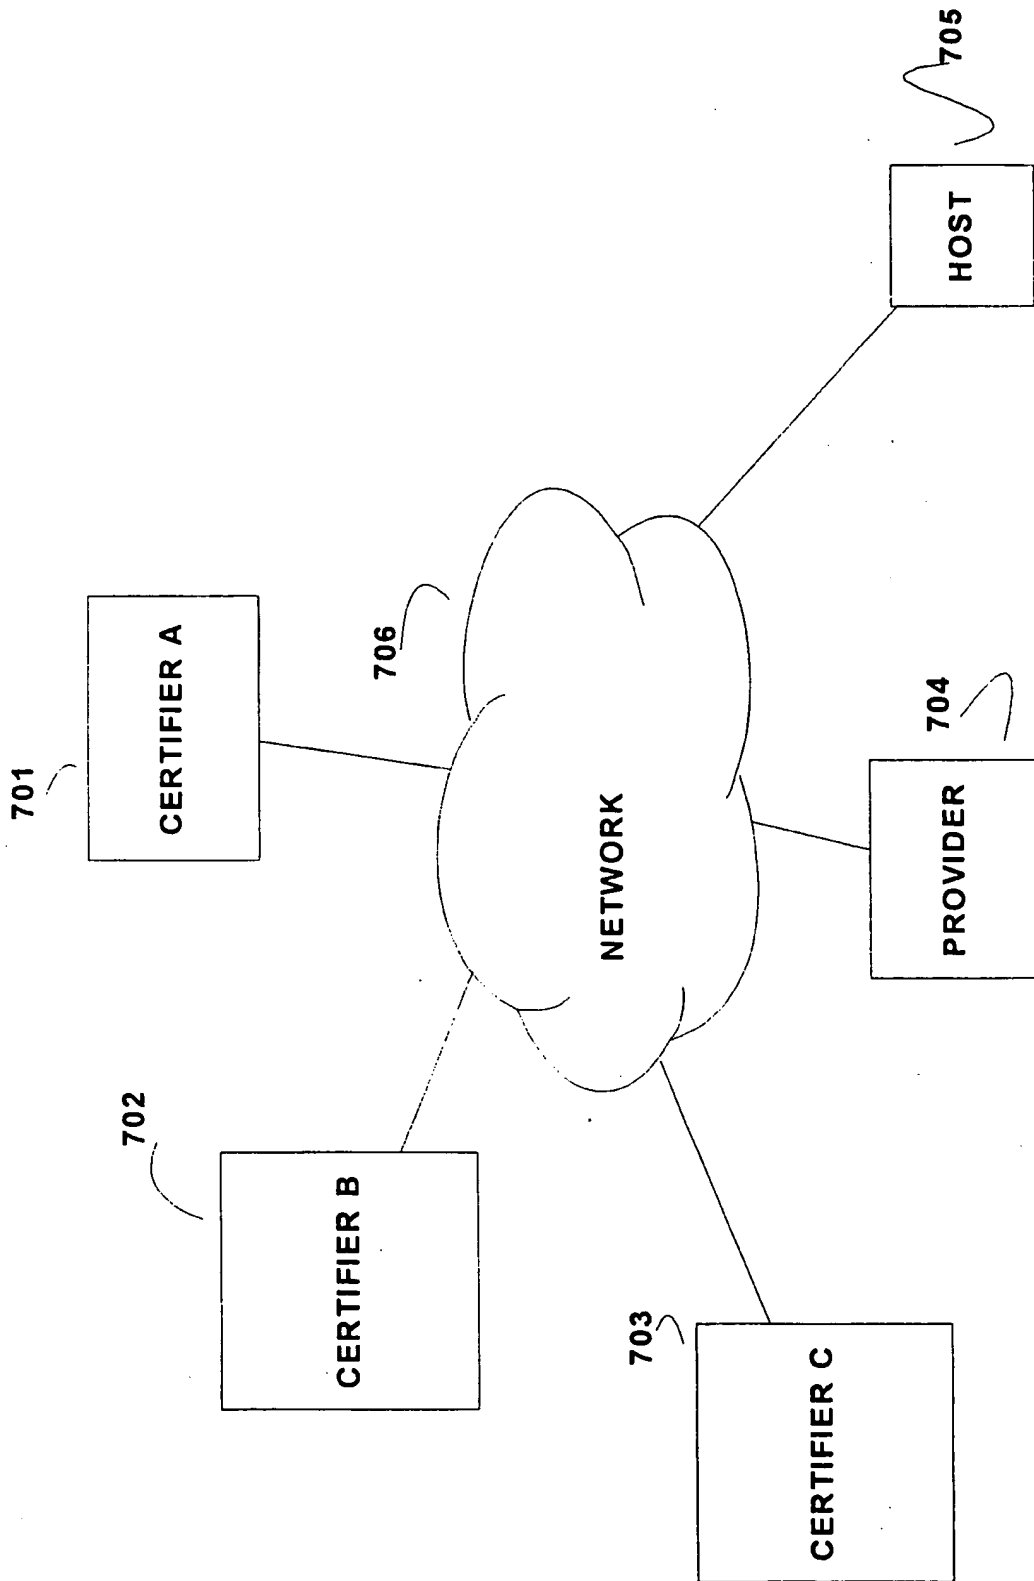 701
CERTIFIER A
702
CERTIFIER B
703
CERTIFIER C
706
NETWORK
704
PROVIDER
705
HOST